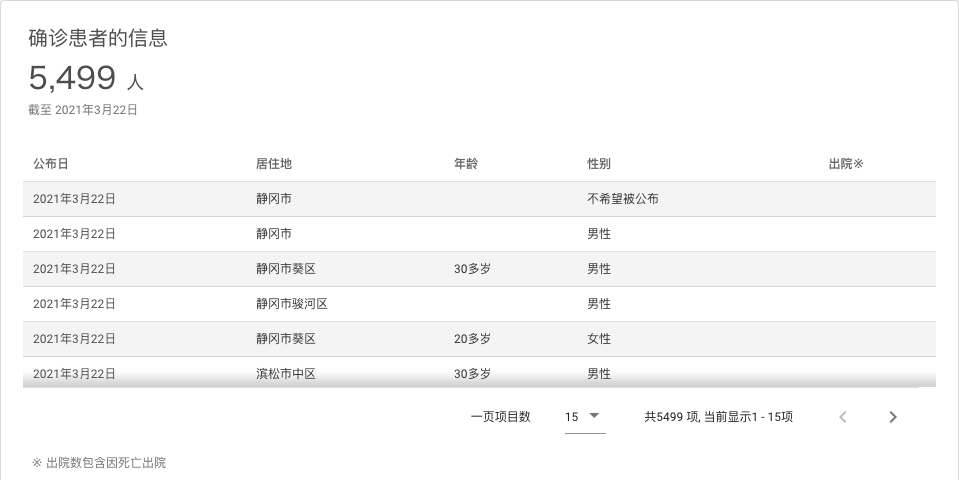 确诊患者的信息
5,499 人
截至 2021年3月22日
公布日 居住地 年龄 性别 出院※
2021年3月22日 静冈市 不希望被公布
2021年3月22日 静冈市 男性
2021年3月22日 静冈市葵区 30多岁 男性
2021年3月22日 静冈市骏河区 男性
2021年3月22日 静冈市葵区 20多岁 女性
2021年3月22日 滨松市中区 30多岁 男性
一页项目数 15 共5499 项, 当前显示1 - 15项
※ 出院数包含因死亡出院